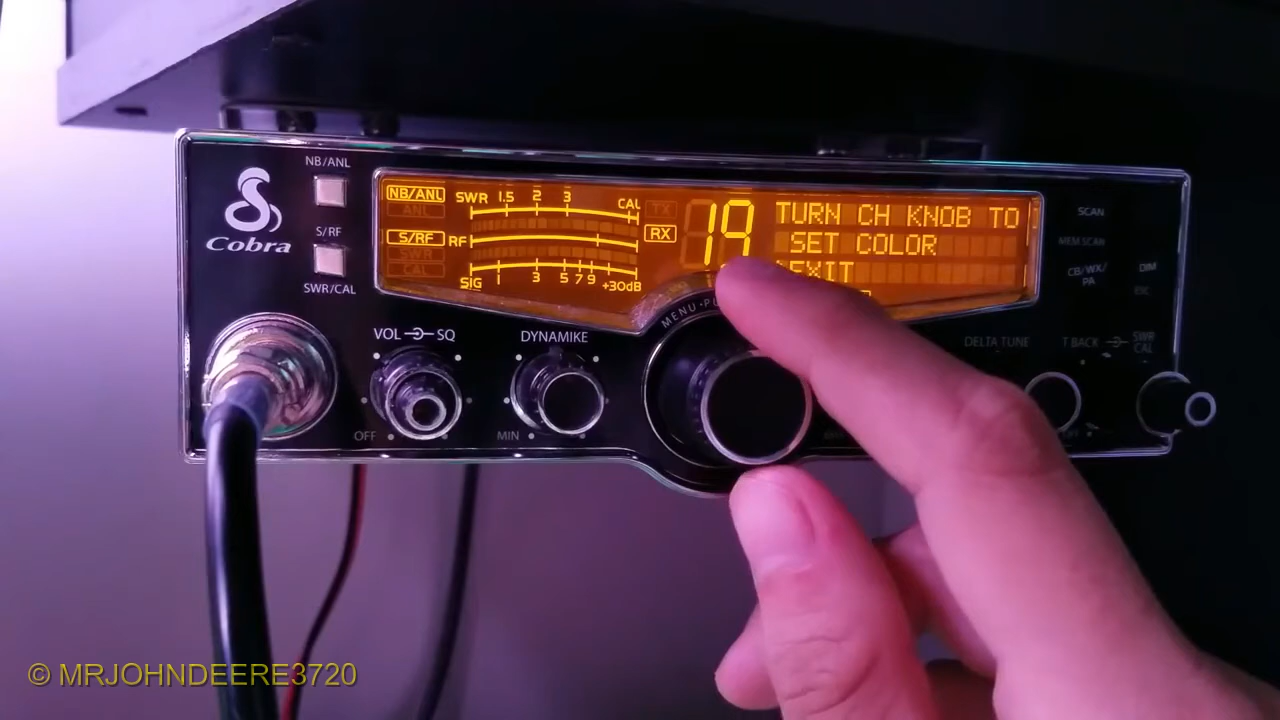 NB/ANL
Cobra
S/RF
SWR/CAL
NB/ANL
ANL
S/RF
SWR
CAL
SWR 1.5 2 3 CAL
RF
SIG 3 5 7 9 +30dB
TX
RX
19
TURN CH KNOB TO
SET COLOR
EXIT
SCAN
MEM SCAN
CB/WX/
PA
DIM
ESC
VOL SQ
DYNAMIKE
DELTA TUNE
T BACK
SWR
CAL
OFF
MIN
© MRJOHNDEERE3720